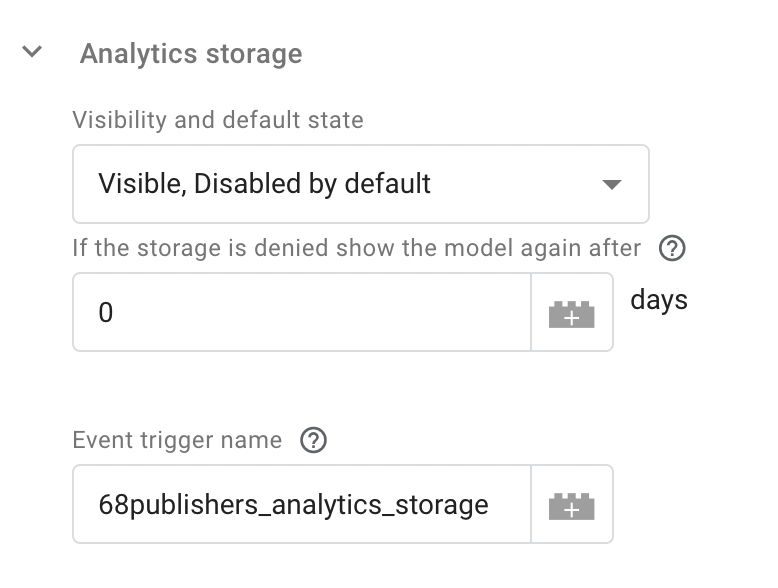 Analytics storage
Visibility and default state
Visible, Disabled by default
If the storage is denied show the model again after
0
days
Event trigger name
68publishers_analytics_storage